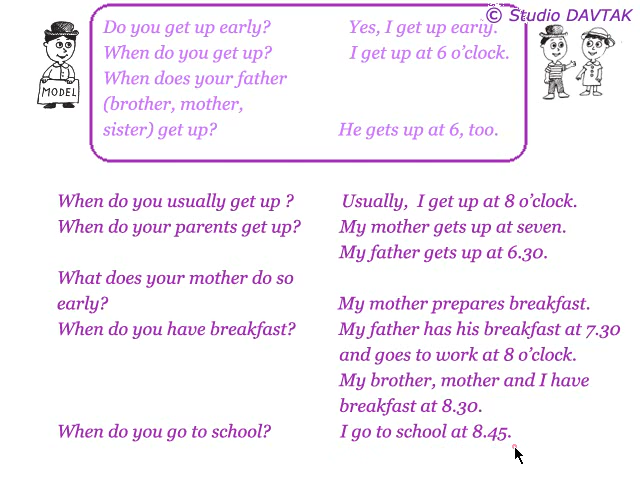 © Studio DAVTAK
Do you get up early? Yes, I get up early.
When do you get up? I get up at 6 o'clock.
When does your father
(brother, mother,
sister) get up? He gets up at 6, too.
MODEL
When do you usually get up ? Usually, I get up at 8 o'clock.
When do your parents get up? My mother gets up at seven.
My father gets up at 6.30.
What does your mother do so
early? My mother prepares breakfast.
When do you have breakfast? My father has his breakfast at 7.30
and goes to work at 8 o'clock.
My brother, mother and I have
breakfast at 8.30.
When do you go to school? I go to school at 8.45.